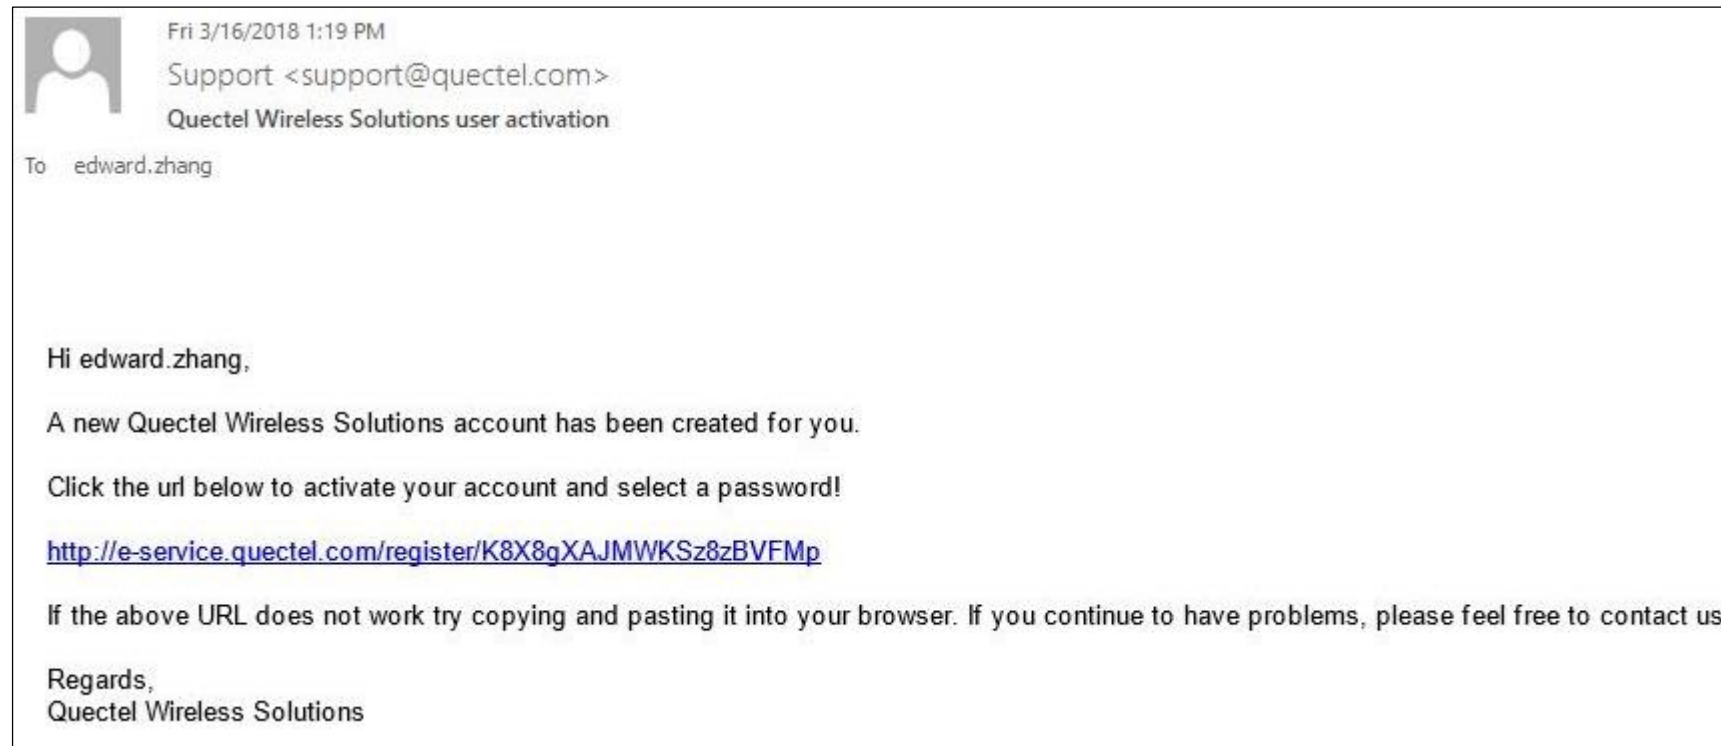 Fri 3/16/2018 1:19 PM
Support <support@quectel.com>
Quectel Wireless Solutions user activation
To edward.zhang
Hi edward.zhang,
A new Quectel Wireless Solutions account has been created for you.
Click the url below to activate your account and select a password!
http://e-service.quectel.com/register/K8X8gXAJMWKSz8zBVFMp
If the above URL does not work try copying and pasting it into your browser. If you continue to have problems, please feel free to contact us
Regards,
Quectel Wireless Solutions